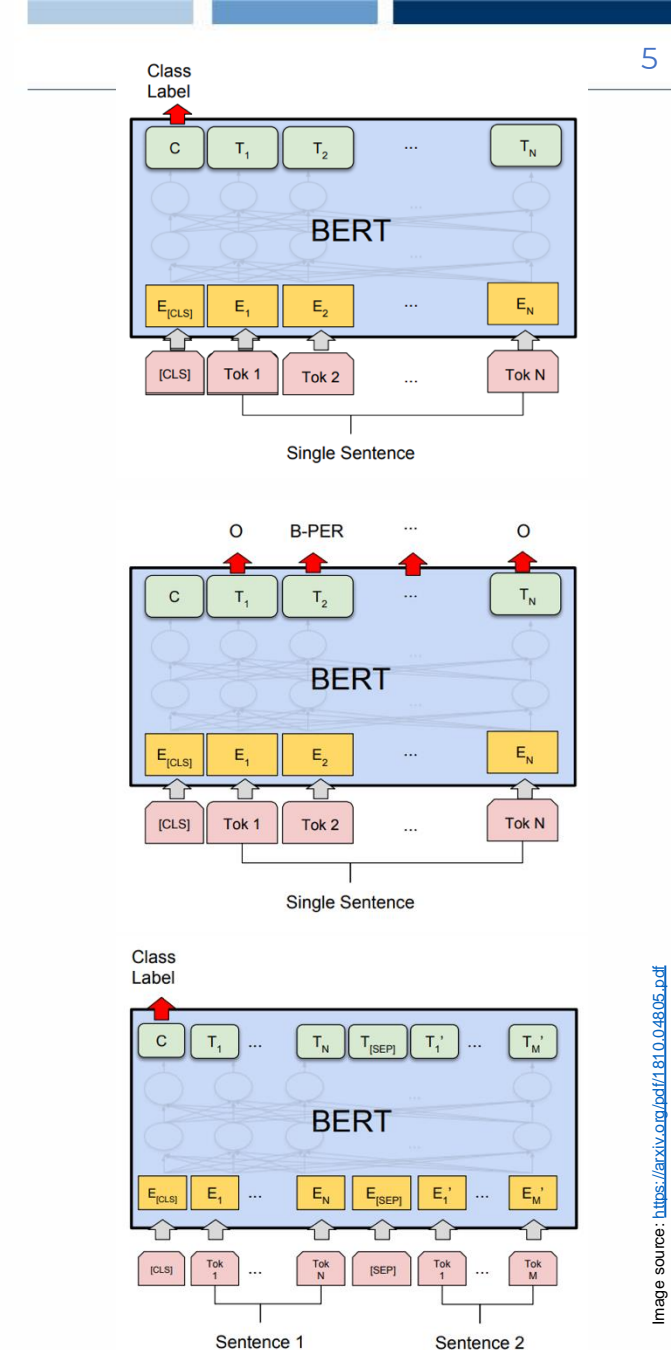 5
Class
Label
C T1 T2 ... TN
...
BERT
...
E[CLS] E1 E2 ... EN
[CLS] Tok 1 Tok 2 ... Tok N
Single Sentence
O B-PER ... O
C T1 T2 ... TN
...
BERT
...
E[CLS] E1 E2 ... EN
[CLS] Tok 1 Tok 2 ... Tok N
Single Sentence
Class
Label
C T1 ... TN T[SEP] T1’ ... TM’
...
BERT
...
E[CLS] E1 ... EN E[SEP] E1’ ... EM’
[CLS] Tok 1 ... Tok N [SEP] Tok 1 ... Tok M
Sentence 1 Sentence 2
Image source: https://arxiv.org/pdf/1810.04805.pdf